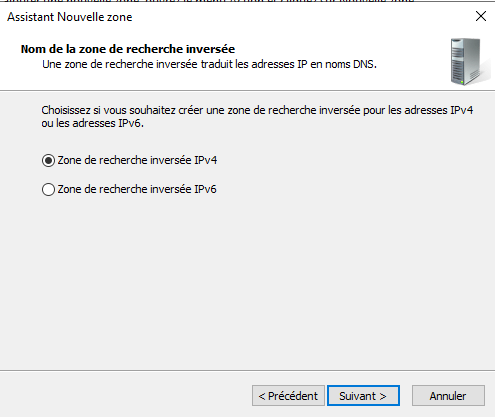 Assistant Nouvelle zone
Nom de la zone de recherche inversée
Une zone de recherche inversée traduit les adresses IP en noms DNS.
Choisissez si vous souhaitez créer une zone de recherche inversée pour les adresses IPv4
ou les adresses IPv6.
Zone de recherche inversée IPv4
Zone de recherche inversée IPv6
< Précédent
Suivant >
Annuler